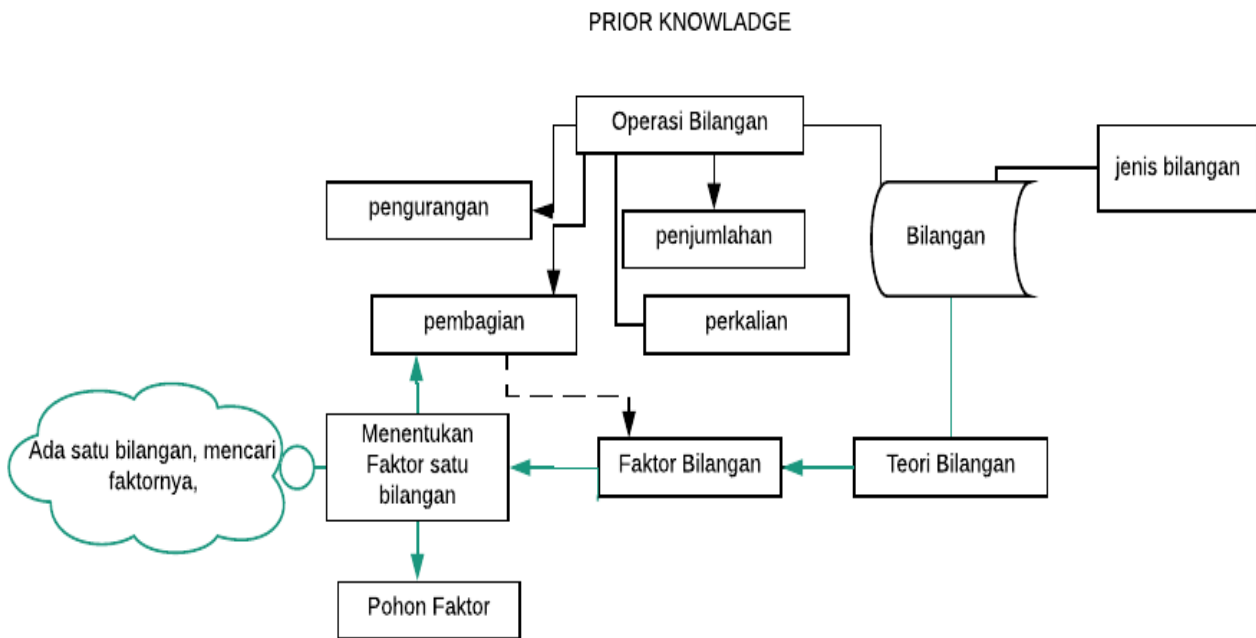 PRIOR KNOWLADGE
Operasi Bilangan
jenis bilangan
pengurangan
penjumlahan
Bilangan
pembagian
perkalian
Ada satu bilangan, mencari
faktornya,
Menentukan
Faktor satu
bilangan
Faktor Bilangan
Teori Bilangan
Pohon Faktor